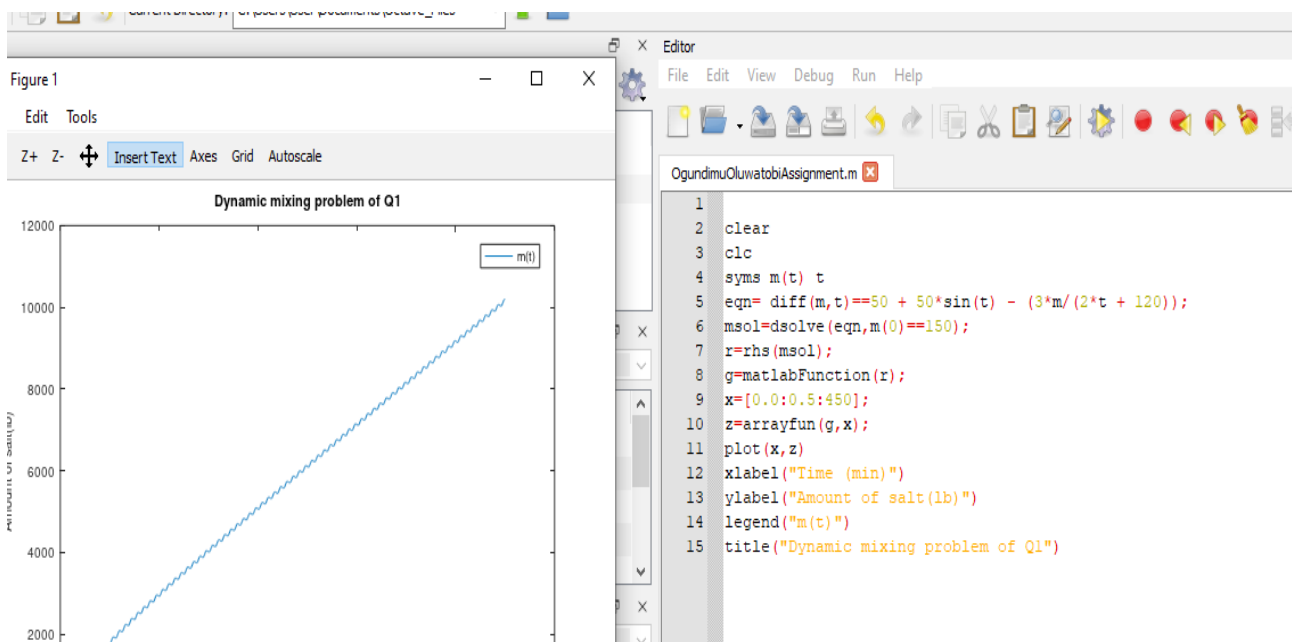 Figure 1
Edit Tools
Z+ Z- Insert Text Axes Grid Autoscale
Dynamic mixing problem of Q1
12000
10000
8000
6000
4000
2000
m(t)
Amount of salt(lb)
Editor
File Edit View Debug Run Help
OgundimuOluwatobiAssignment.m
1
2 clear
3 clc
4 syms m(t) t
5 eqn= diff(m,t)==50 + 50*sin(t) - (3*m/(2*t + 120));
6 msol=dsolve(eqn,m(0)==150);
7 r=rhs(msol);
8 g=matlabFunction(r);
9 x=[0.0:0.5:450];
10 z=arrayfun(g,x);
11 plot(x,z)
12 xlabel("Time (min)")
13 ylabel("Amount of salt(lb)")
14 legend("m(t)")
15 title("Dynamic mixing problem of Q1")